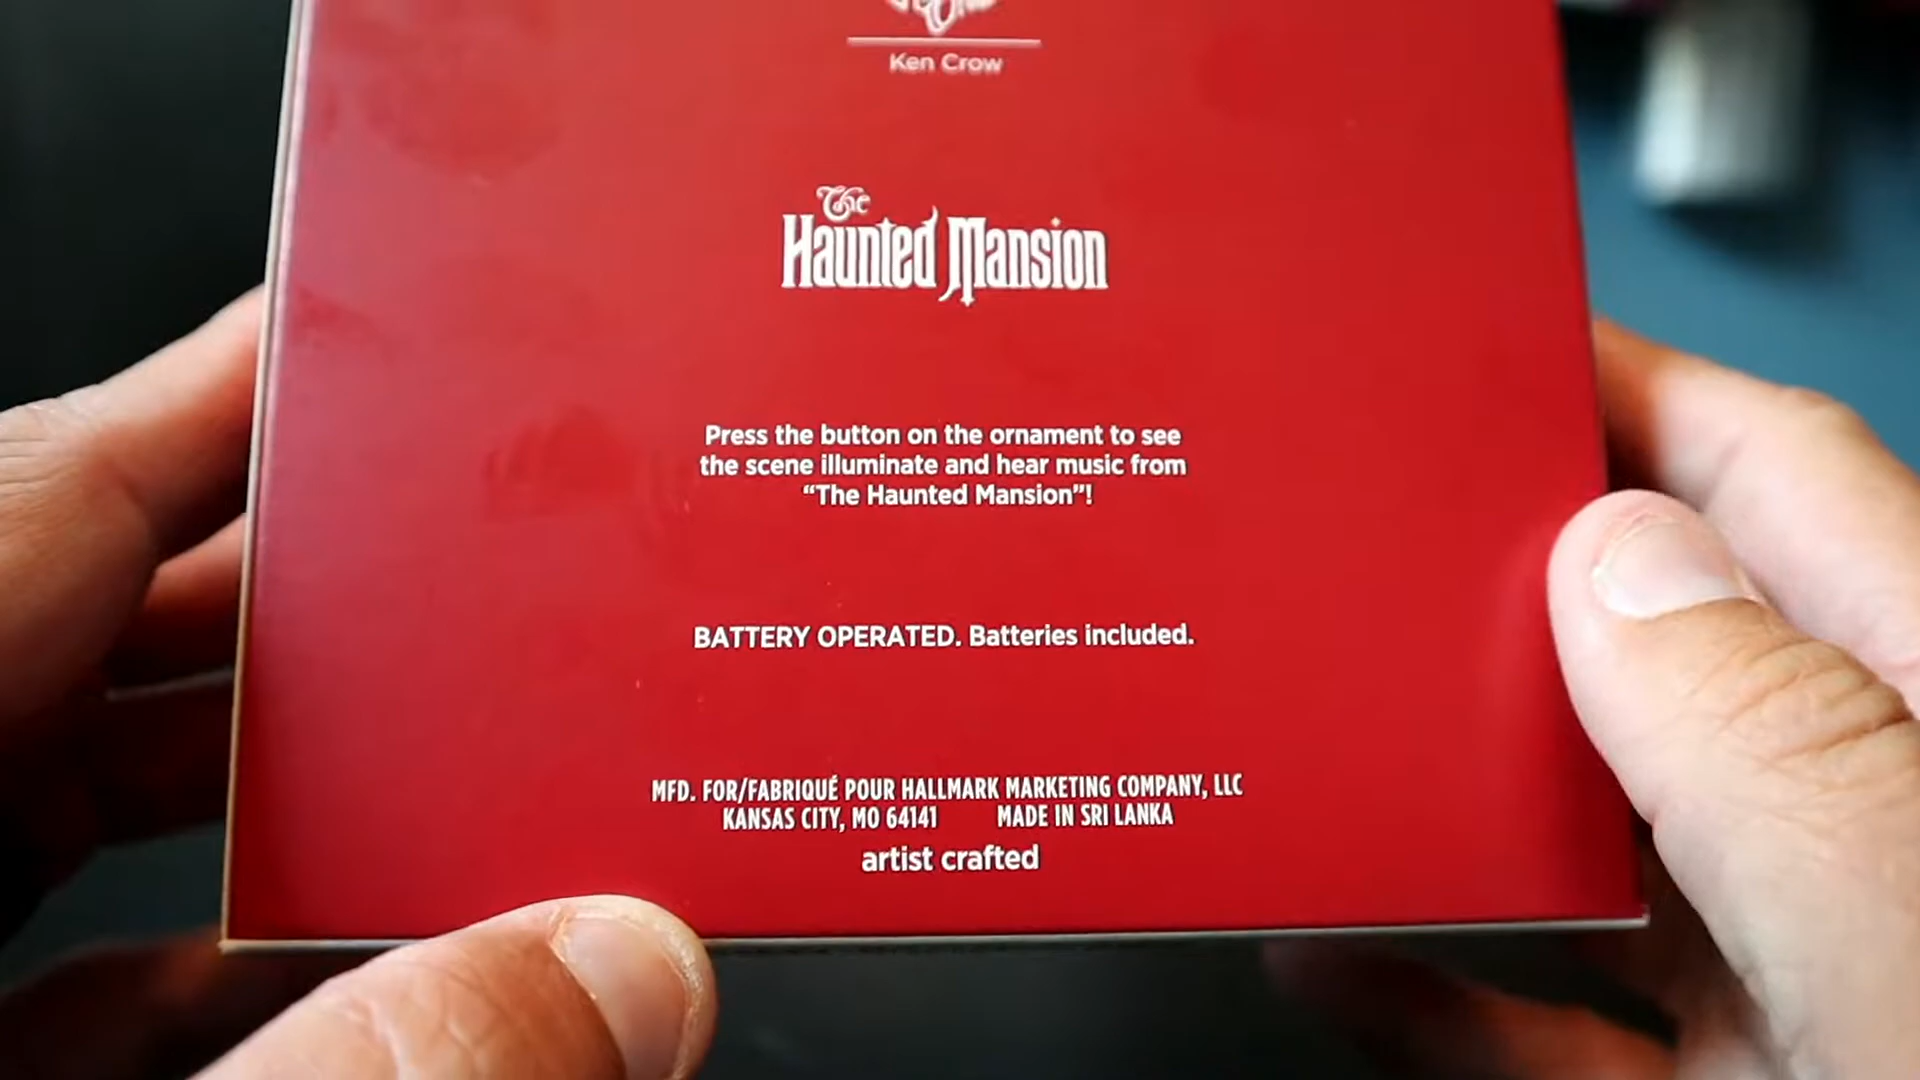 Ken Crow
The
Haunted Mansion
Press the button on the ornament to see
the scene illuminate and hear music from
“The Haunted Mansion”!
BATTERY OPERATED. Batteries included.
MFD. FOR/FABRIQUÉ POUR HALLMARK MARKETING COMPANY, LLC
KANSAS CITY, MO 64141 MADE IN SRI LANKA
artist crafted